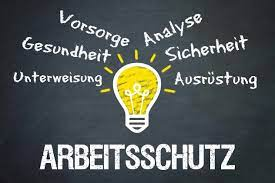 Vorsorge
Analyse
Gesundheit
Sicherheit
Unterweisung
Ausrüstung
ARBEITSSCHUTZ